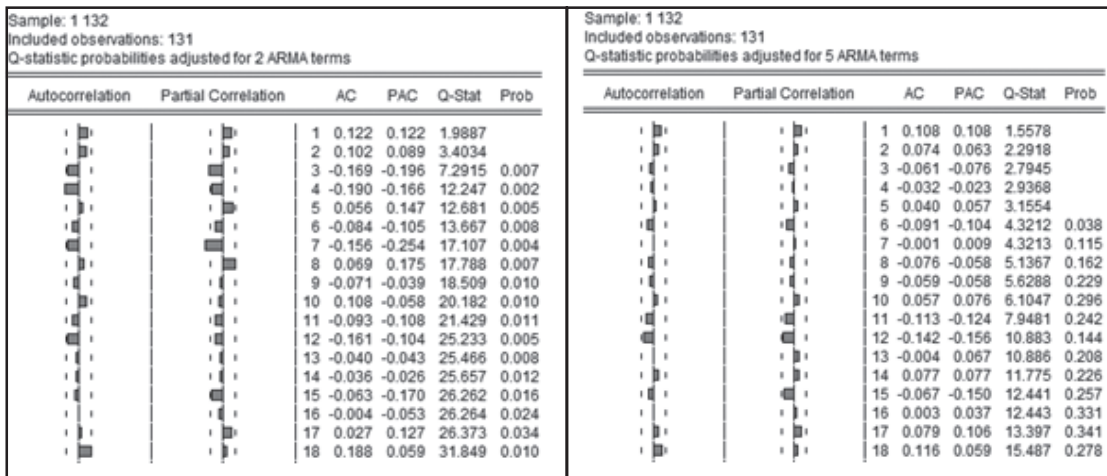 Sample: 1 132
Included observations: 131
Q-statistic probabilities adjusted for 2 ARMA terms
Autocorrelation Partial Correlation AC PAC Q-Stat Prob
1 0.122 0.122 1.9887
2 0.102 0.089 3.4034
3 -0.169 -0.196 7.2915 0.007
4 -0.190 -0.166 12.247 0.002
5 0.056 0.147 12.681 0.005
6 -0.084 -0.105 13.667 0.008
7 -0.156 -0.254 17.107 0.004
8 0.069 0.175 17.788 0.007
9 -0.071 -0.039 18.509 0.010
10 0.108 -0.058 20.182 0.010
11 -0.093 -0.108 21.429 0.011
12 -0.161 -0.104 25.233 0.005
13 -0.040 -0.043 25.466 0.008
14 -0.036 -0.026 25.657 0.012
15 -0.063 -0.170 26.262 0.016
16 -0.004 -0.053 26.264 0.024
17 0.027 0.127 26.373 0.034
18 0.188 0.059 31.849 0.010
Sample: 1 132
Included observations: 131
Q-statistic probabilities adjusted for 5 ARMA terms
Autocorrelation Partial Correlation AC PAC Q-Stat Prob
1 0.108 0.108 1.5578
2 0.074 0.063 2.2918
3 -0.061 -0.076 2.7945
4 -0.032 -0.023 2.9368
5 0.040 0.057 3.1554
6 -0.091 -0.104 4.3212 0.038
7 -0.001 0.009 4.3213 0.115
8 -0.076 -0.058 5.1367 0.162
9 -0.059 -0.058 5.6288 0.229
10 0.057 0.076 6.1047 0.296
11 -0.113 -0.124 7.9481 0.242
12 -0.142 -0.156 10.883 0.144
13 -0.004 0.067 10.886 0.208
14 0.077 0.077 11.775 0.226
15 -0.067 -0.150 12.441 0.257
16 0.003 0.037 12.443 0.331
17 0.079 0.106 13.397 0.341
18 0.116 0.059 15.487 0.278